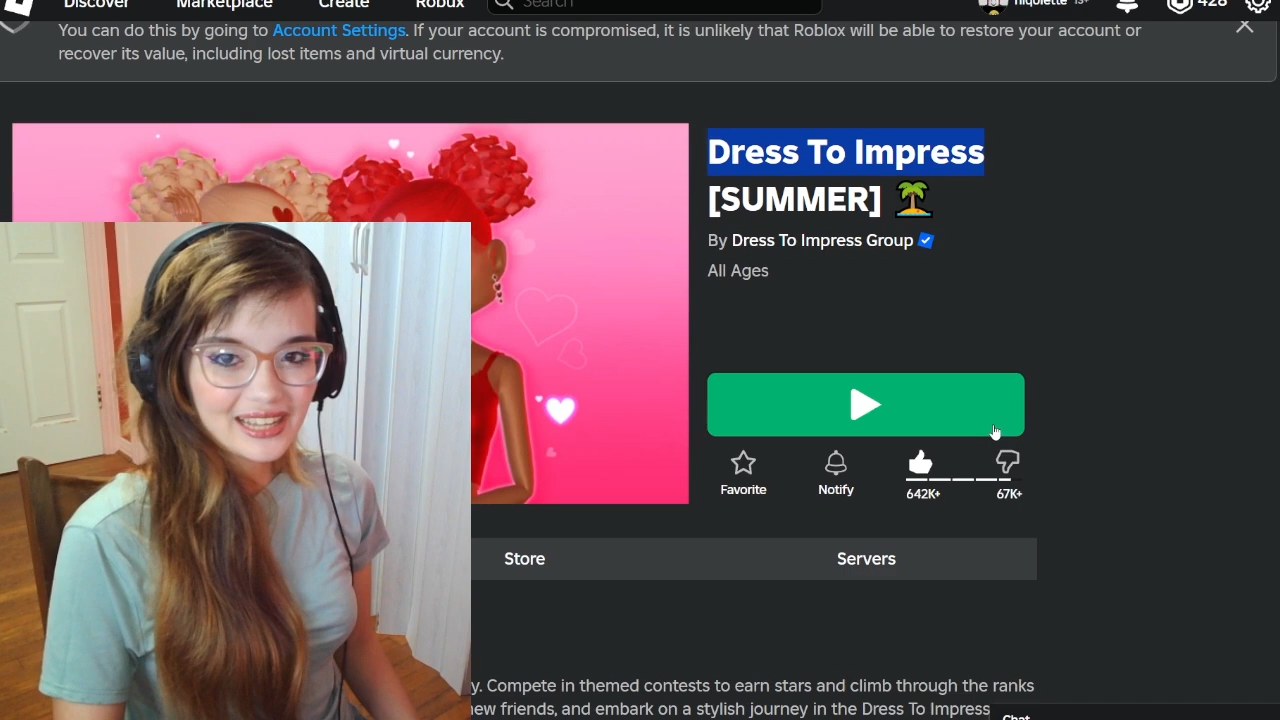 Discover Marketplace Create Robux Search 428
You can do this by going to Account Settings. If your account is compromised, it is unlikely that Roblox will be able to restore your account or
recover its value, including lost items and virtual currency.
Dress To Impress
[SUMMER]
By Dress To Impress Group
All Ages
Favorite Notify 642K+ 67K+
Store Servers
y. Compete in themed contests to earn stars and climb through the ranks
new friends, and embark on a stylish journey in the Dress To Impress
Chat